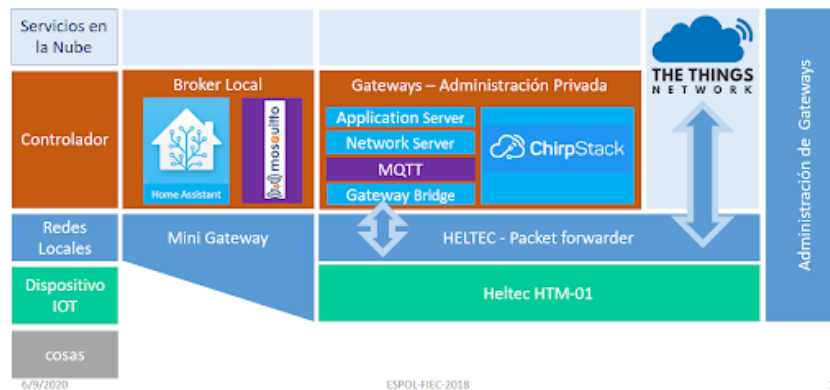 Servicios en
la Nube
THE THINGS
NETWORK
Controlador
Broker Local
Home Assistant
mosquitto
Gateways – Administración Privada
Application Server
Network Server
MQTT
Gateway Bridge
ChirpStack
Redes
Locales
Mini Gateway
HELTEC - Packet forwarder
Dispositivo
IOT
Heltec HTM-01
cosas
Administración de Gateways
6/9/2020
ESPOL-FIEC-2018